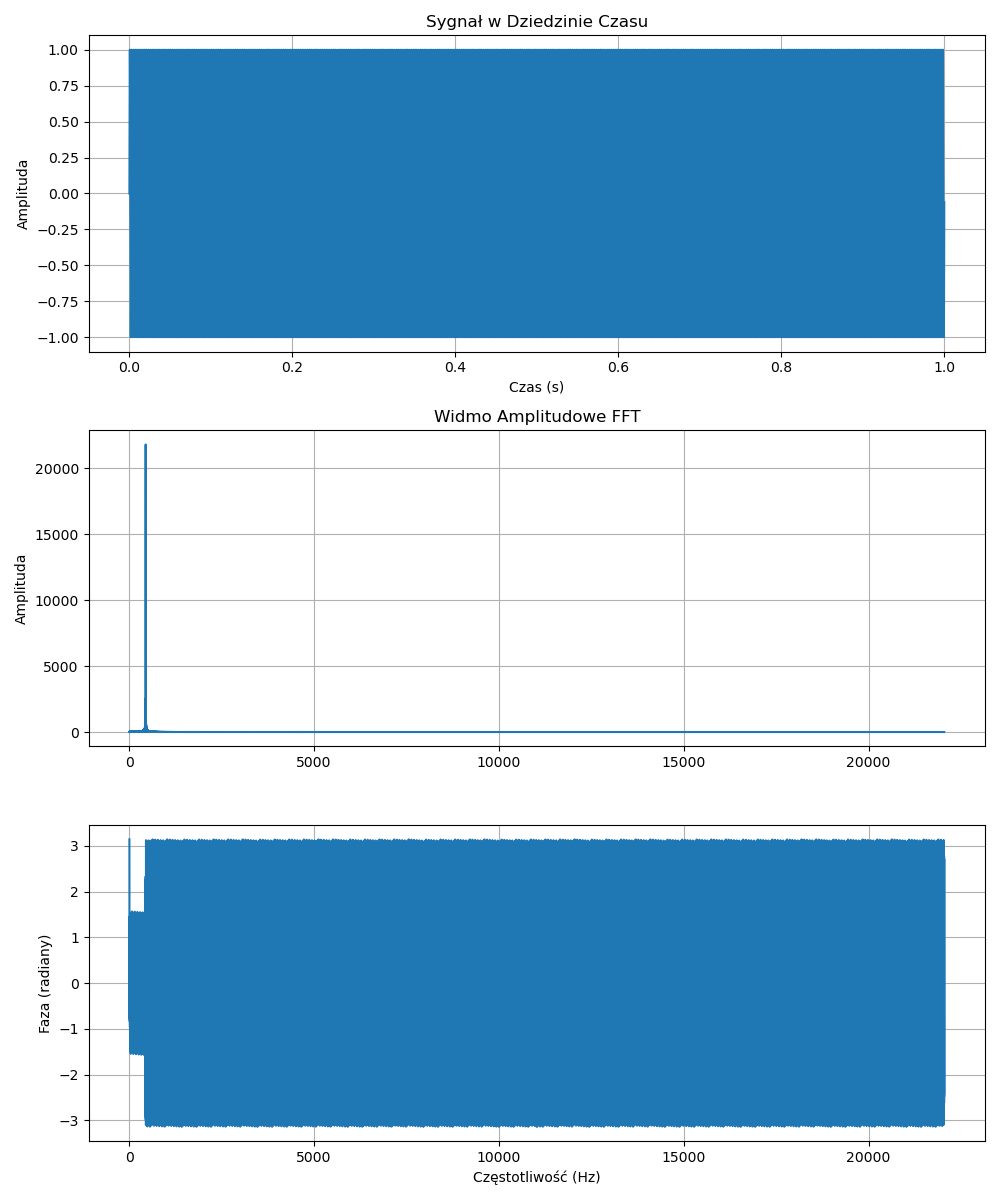 Sygnał w Dziedzinie Czasu
1.00
0.75
0.50
0.25
0.00
−0.25
−0.50
−0.75
−1.00
Amplituda
0.0 0.2 0.4 0.6 0.8 1.0
Czas (s)
Widmo Amplitudowe FFT
20000
15000
10000
5000
0
Amplituda
0 5000 10000 15000 20000
3
2
1
0
−1
−2
−3
Faza (radiany)
0 5000 10000 15000 20000
Częstotliwość (Hz)